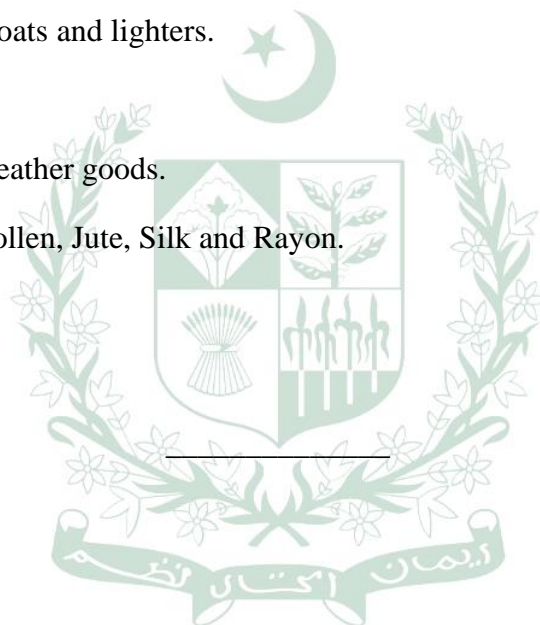 oats and lighters.
eather goods.
ollen, Jute, Silk and Rayon.
ایمان اتحاد نظم